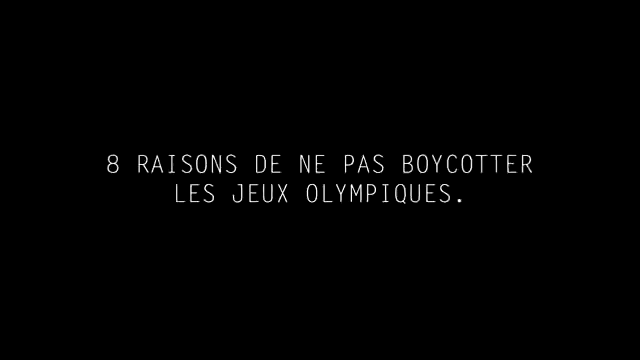 8 RAISONS DE NE PAS BOYCOTTER
LES JEUX OLYMPIQUES.